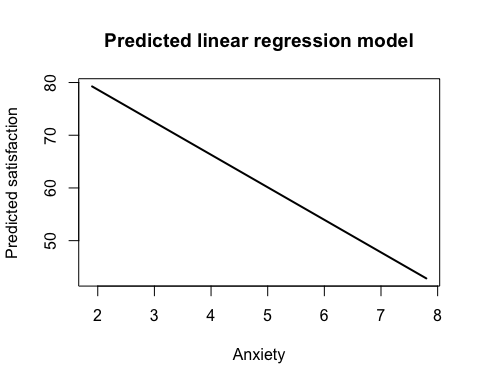 Predicted linear regression model
Predicted satisfaction
80
70
60
50
2 3 4 5 6 7 8
Anxiety